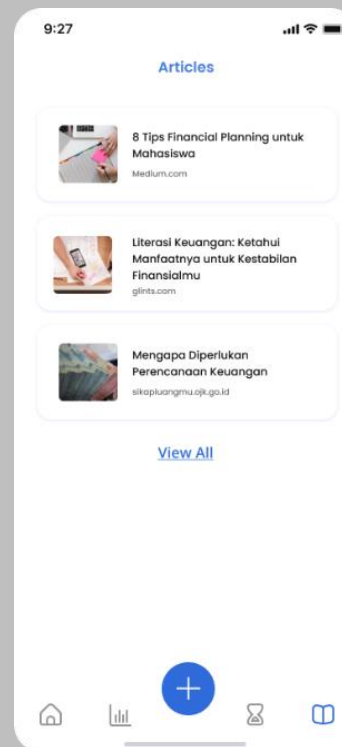 9:27
Articles
8 Tips Financial Planning untuk
Mahasiswa
Medium.com
Literasi Keuangan: Ketahui
Manfaatnya untuk Kestabilan
Finansialmu
glints.com
Mengapa Diperlukan
Perencanaan Keuangan
sikapiuangmu.ojk.go.id
View All